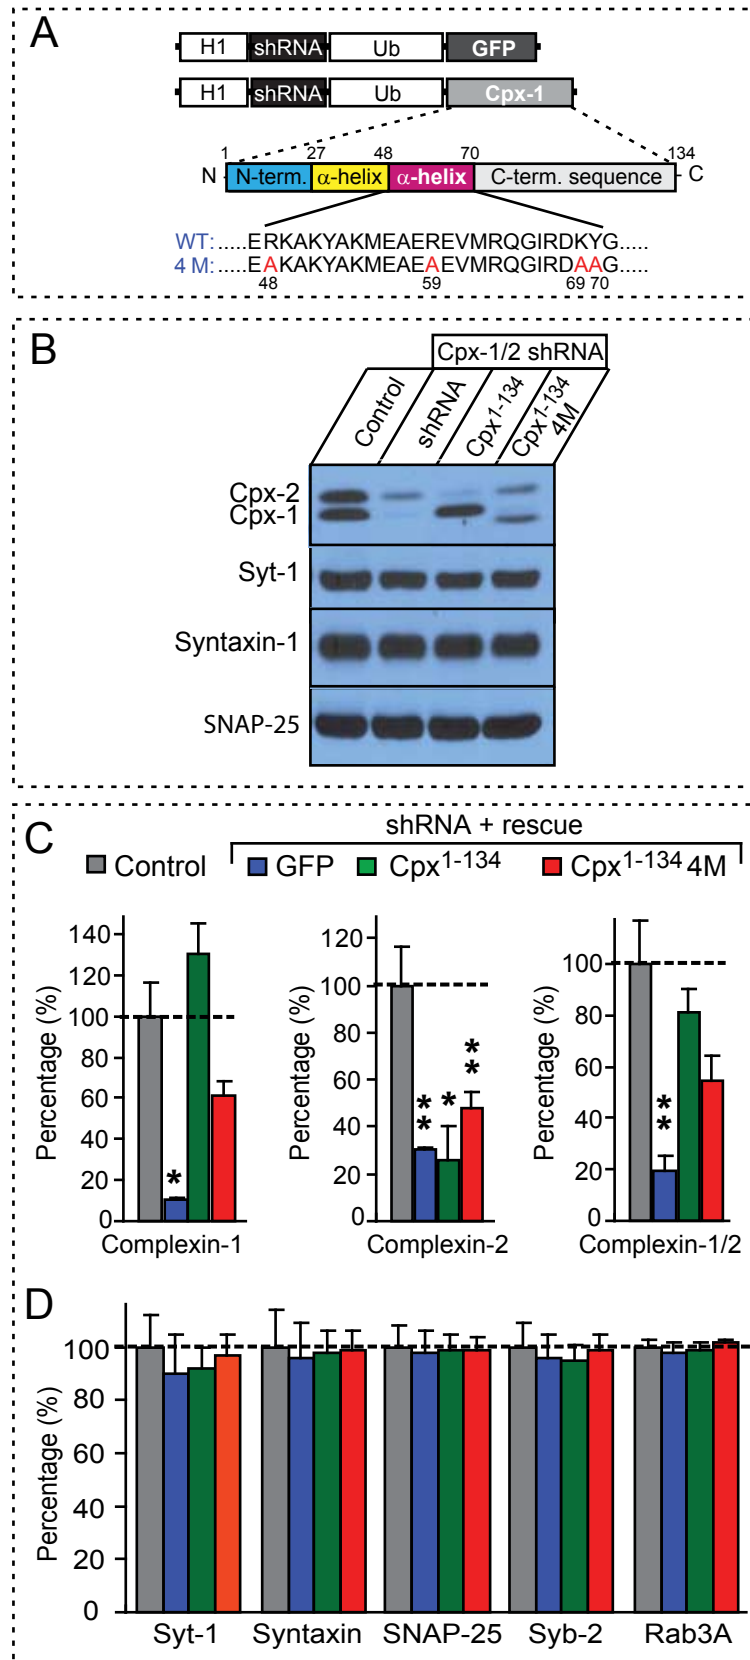 A
H1 shRNA Ub GFP
H1 shRNA Ub Cpx-1
1 27 48 70 134
N N-term. α-helix α-helix C-term. sequence C
WT: .....ERKAKYAKMEAEREVMRQGIRDKYG.....
4 M: .....EAKAKYAKMEAEAEVMRQGIRDAAG.....
48 59 69 70
B
Cpx-1/2 shRNA
Control
shRNA
Cpx1-134
Cpx1-134 4M
Cpx-2
Cpx-1
Syt-1
Syntaxin-1
SNAP-25
C
shRNA + rescue
Control GFP Cpx1-134 Cpx1-134 4M
Percentage (%)
140
120
100
80
60
40
20
0
*
Complexin-1
Percentage (%)
120
100
80
60
40
20
0
** * **
Complexin-2
Percentage (%)
100
80
60
40
20
0
**
Complexin-1/2
D
Percentage (%)
100
80
60
40
20
0
Syt-1 Syntaxin SNAP-25 Syb-2 Rab3A